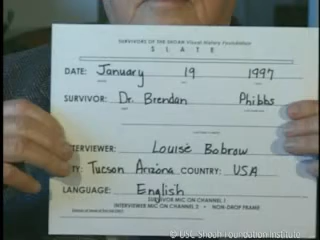 SURVIVORS OF THE SHOAH Visual History Foundation
S L A T E
DATE: January 19 1997
SURVIVOR: Dr. Brendan Phibbs
NTERVIEWER: Louise Bobrow
TY: Tucson Arizona COUNTRY: USA
LANGUAGE: English
SURVIVOR MIC ON CHANNEL 1
INTERVIEWER MIC ON CHANNEL 2 • NON-DROP FRAME
© USC Shoah Foundation Institute